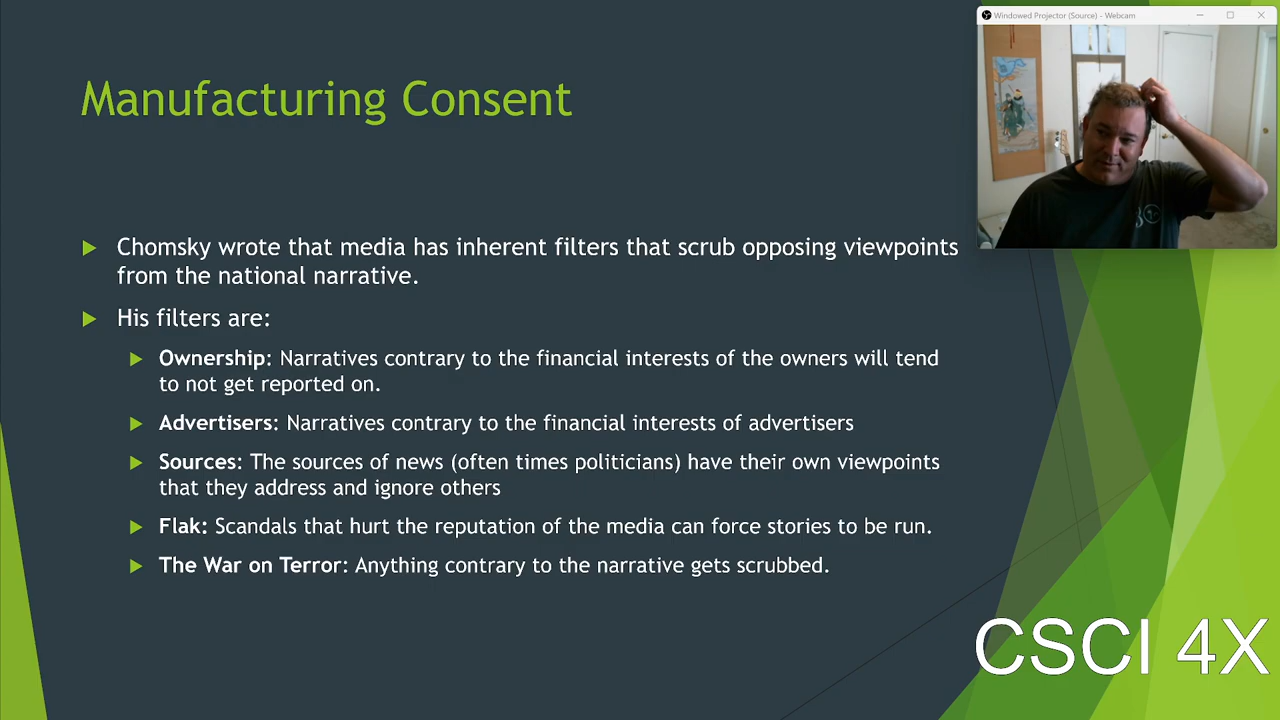 Windowed Projector (Source) - Webcam
Manufacturing Consent
Chomsky wrote that media has inherent filters that scrub opposing viewpoints
from the national narrative.
His filters are:
Ownership: Narratives contrary to the financial interests of the owners will tend
to not get reported on.
Advertisers: Narratives contrary to the financial interests of advertisers
Sources: The sources of news (often times politicians) have their own viewpoints
that they address and ignore others
Flak: Scandals that hurt the reputation of the media can force stories to be run.
The War on Terror: Anything contrary to the narrative gets scrubbed.
CSCI 4X